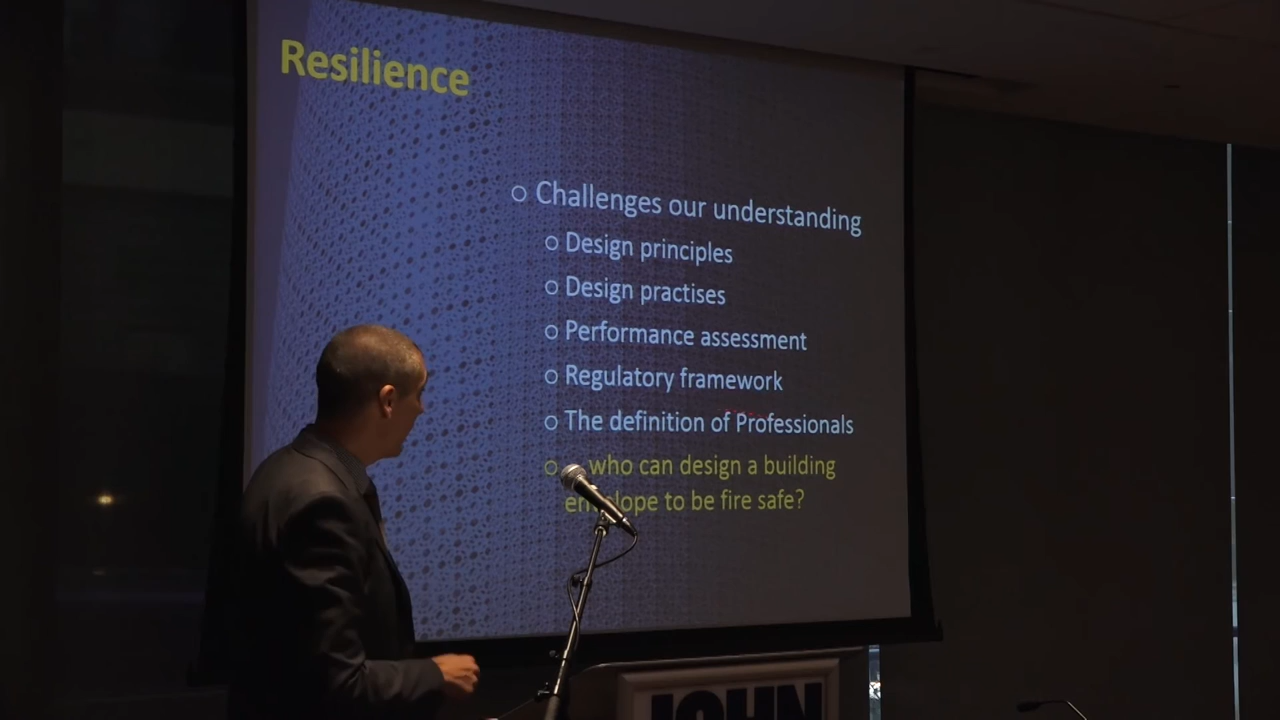 Resilience
Challenges our understanding
Design principles
Design practises
Performance assessment
Regulatory framework
The definition of Professionals
who can design a building
envelope to be fire safe?
JOHN